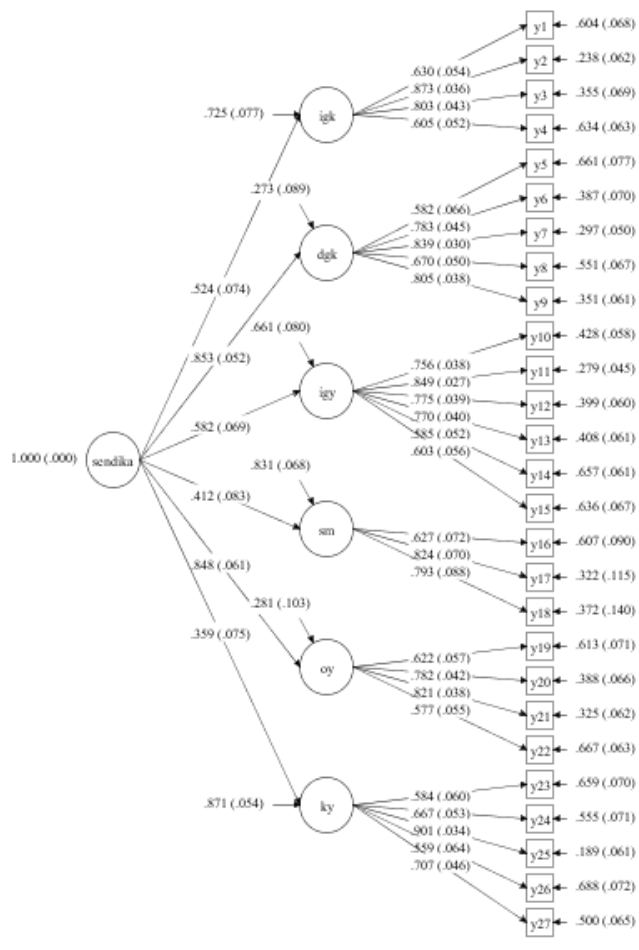 y1 .604 (.068)
y2 .238 (.062)
.630 (.054)
.873 (.036)
y3 .355 (.069)
.803 (.043)
.725 (.077) igk
.605 (.052)
y4 .634 (.063)
y5 .661 (.077)
.273 (.089)
y6 .387 (.070)
.582 (.066)
.783 (.045)
y7 .297 (.050)
.839 (.030)
dgk
.670 (.050)
y8 .551 (.067)
.805 (.038)
.524 (.074)
y9 .351 (.061)
.661 (.080)
y10 .428 (.058)
.853 (.052)
.756 (.038)
y11 .279 (.045)
.849 (.027)
igy
.775 (.039)
y12 .399 (.060)
.770 (.040)
.582 (.069)
.585 (.052)
y13 .408 (.061)
.603 (.056)
1.000 (.000) sendika
.831 (.068)
y14 .657 (.061)
.412 (.083)
y15 .636 (.067)
sm
.627 (.072)
y16 .607 (.090)
.824 (.070)
.848 (.061)
.793 (.088)
y17 .322 (.115)
.281 (.103)
y18 .372 (.140)
.359 (.075)
y19 .613 (.071)
.622 (.057)
oy
.782 (.042)
y20 .388 (.066)
.821 (.038)
.577 (.055)
y21 .325 (.062)
y22 .667 (.063)
y23 .659 (.070)
.584 (.060)
.871 (.054) ky
.667 (.053)
y24 .555 (.071)
.901 (.034)
.559 (.064)
y25 .189 (.061)
.707 (.046)
y26 .688 (.072)
y27 .500 (.065)